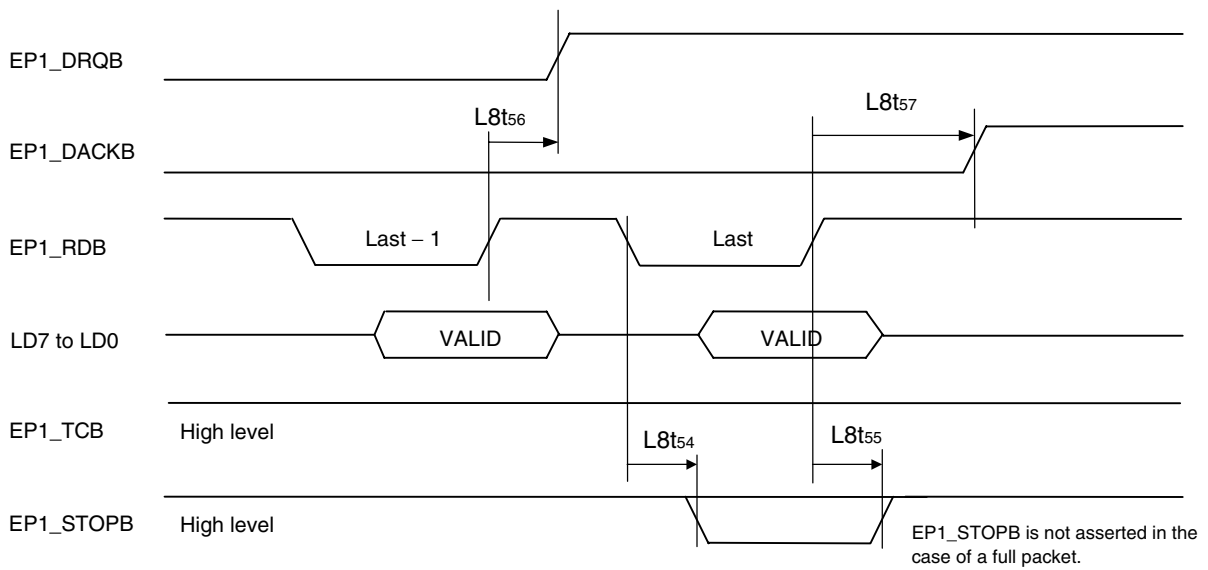 EP1_DRQB
L8t56
L8t57
EP1_DACKB
EP1_RDB
Last – 1
Last
LD7 to LD0
VALID
VALID
EP1_TCB
High level
L8t54
L8t55
EP1_STOPB
High level
EP1_STOPB is not asserted in the
case of a full packet.